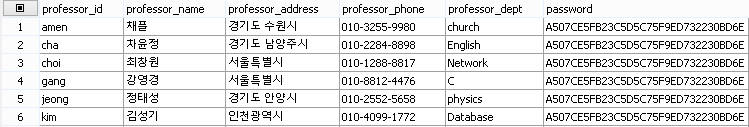 professor_id professor_name professor_address professor_phone professor_dept password
1 amen 채플 경기도 수원시 010-3255-9980 church A507CE5FB23C5D5C75F9ED732230BD6E
2 cha 차윤정 경기도 남양주시 010-2284-8898 English A507CE5FB23C5D5C75F9ED732230BD6E
3 choi 최창원 서울특별시 010-1288-8817 Network A507CE5FB23C5D5C75F9ED732230BD6E
4 gang 강영경 서울특별시 010-8812-4476 C A507CE5FB23C5D5C75F9ED732230BD6E
5 jeong 정태성 경기도 안양시 010-2552-5658 physics A507CE5FB23C5D5C75F9ED732230BD6E
6 kim 김성기 인천광역시 010-4099-1772 Database A507CE5FB23C5D5C75F9ED732230BD6E